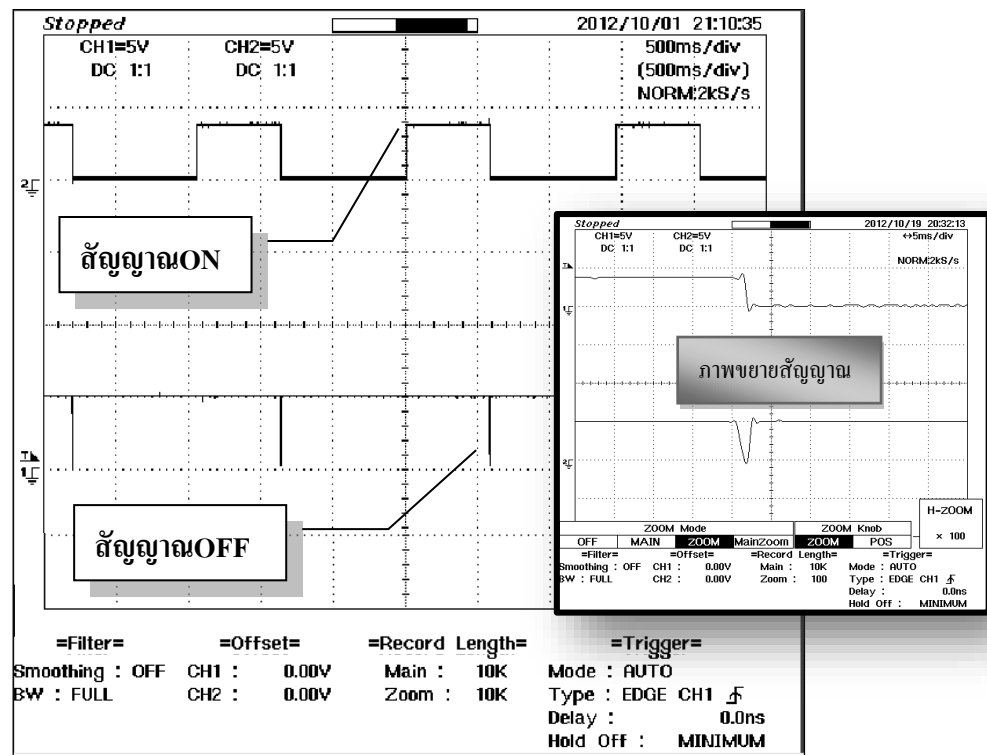 Stopped 2012/10/01 21:10:35
CH1=5V CH2=5V 500ms/div
DC 1:1 DC 1:1 (500ms/div)
NORM:2kS/s
2
สัญญาณON
T
1
สัญญาณOFF
=Filter= =Offset= =Record Length= =Trigger=
Smoothing : OFF CH1 : 0.00V Main : 10K Mode : AUTO
BW : FULL CH2 : 0.00V Zoom : 10K Type : EDGE CH1
Delay : 0.0ns
Hold Off : MINIMUM
Stopped 2012/10/19 20:32:13
CH1=5V CH2=5V ↔5ms/div
DC 1:1 DC 1:1
NORM:2kS/s
T
1
ภาพขยายสัญญาณ
2
H-ZOOM
× 100
ZOOM Mode ZOOM Knob
OFF MAIN ZOOM MainZoom ZOOM POS
=Filter= =Offset= =Record Length= =Trigger=
Smoothing : OFF CH1 : 0.00V Main : 10K Mode : AUTO
BW : FULL CH2 : 0.00V Zoom : 100 Type : EDGE CH1
Delay : 0.0ns
Hold Off : MINIMUM